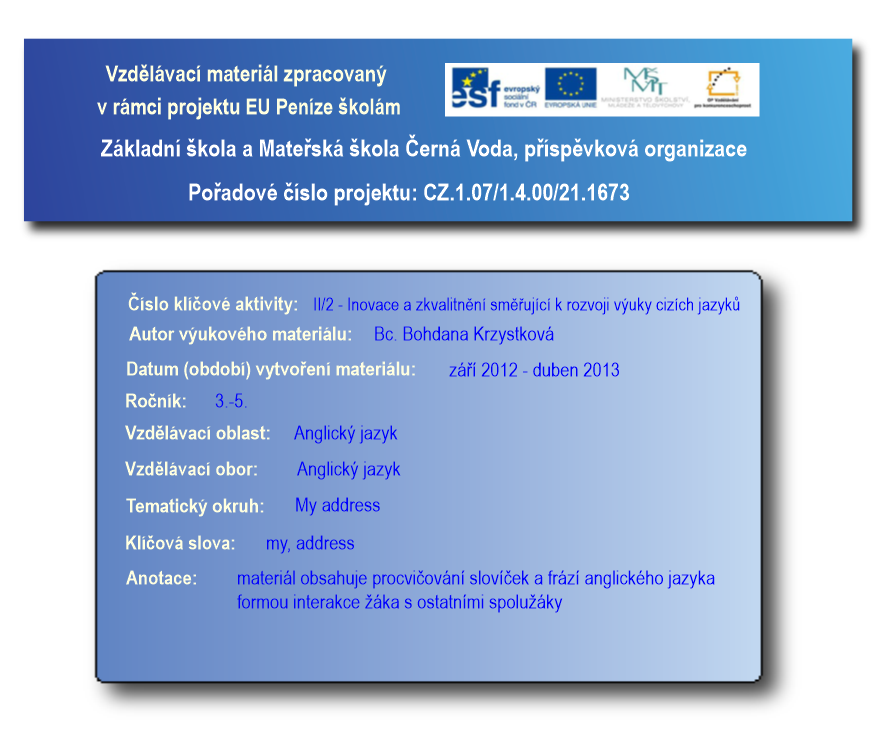 Vzdělávací materiál zpracovaný
v rámci projektu EU Peníze školám
esf evropský
sociální
fond v ČR
EVROPSKÁ UNIE
MINISTERSTVO ŠKOLSTVÍ,
MLÁDEŽE A TĚLOVÝCHOVY
OP Vzdělávání
pro konkurenceschopnost
Základní škola a Mateřská škola Černá Voda, příspěvková organizace
Pořadové číslo projektu: CZ.1.07/1.4.00/21.1673
Číslo klíčové aktivity: II/2 - Inovace a zkvalitnění směřující k rozvoji výuky cizích jazyků
Autor výukového materiálu: Bc. Bohdana Krzystková
Datum (období) vytvoření materiálu: září 2012 - duben 2013
Ročník: 3.-5.
Vzdělávací oblast: Anglický jazyk
Vzdělávací obor: Anglický jazyk
Tematický okruh: My address
Klíčová slova: my, address
Anotace: materiál obsahuje procvičování slovíček a frází anglického jazyka
formou interakce žáka s ostatními spolužáky